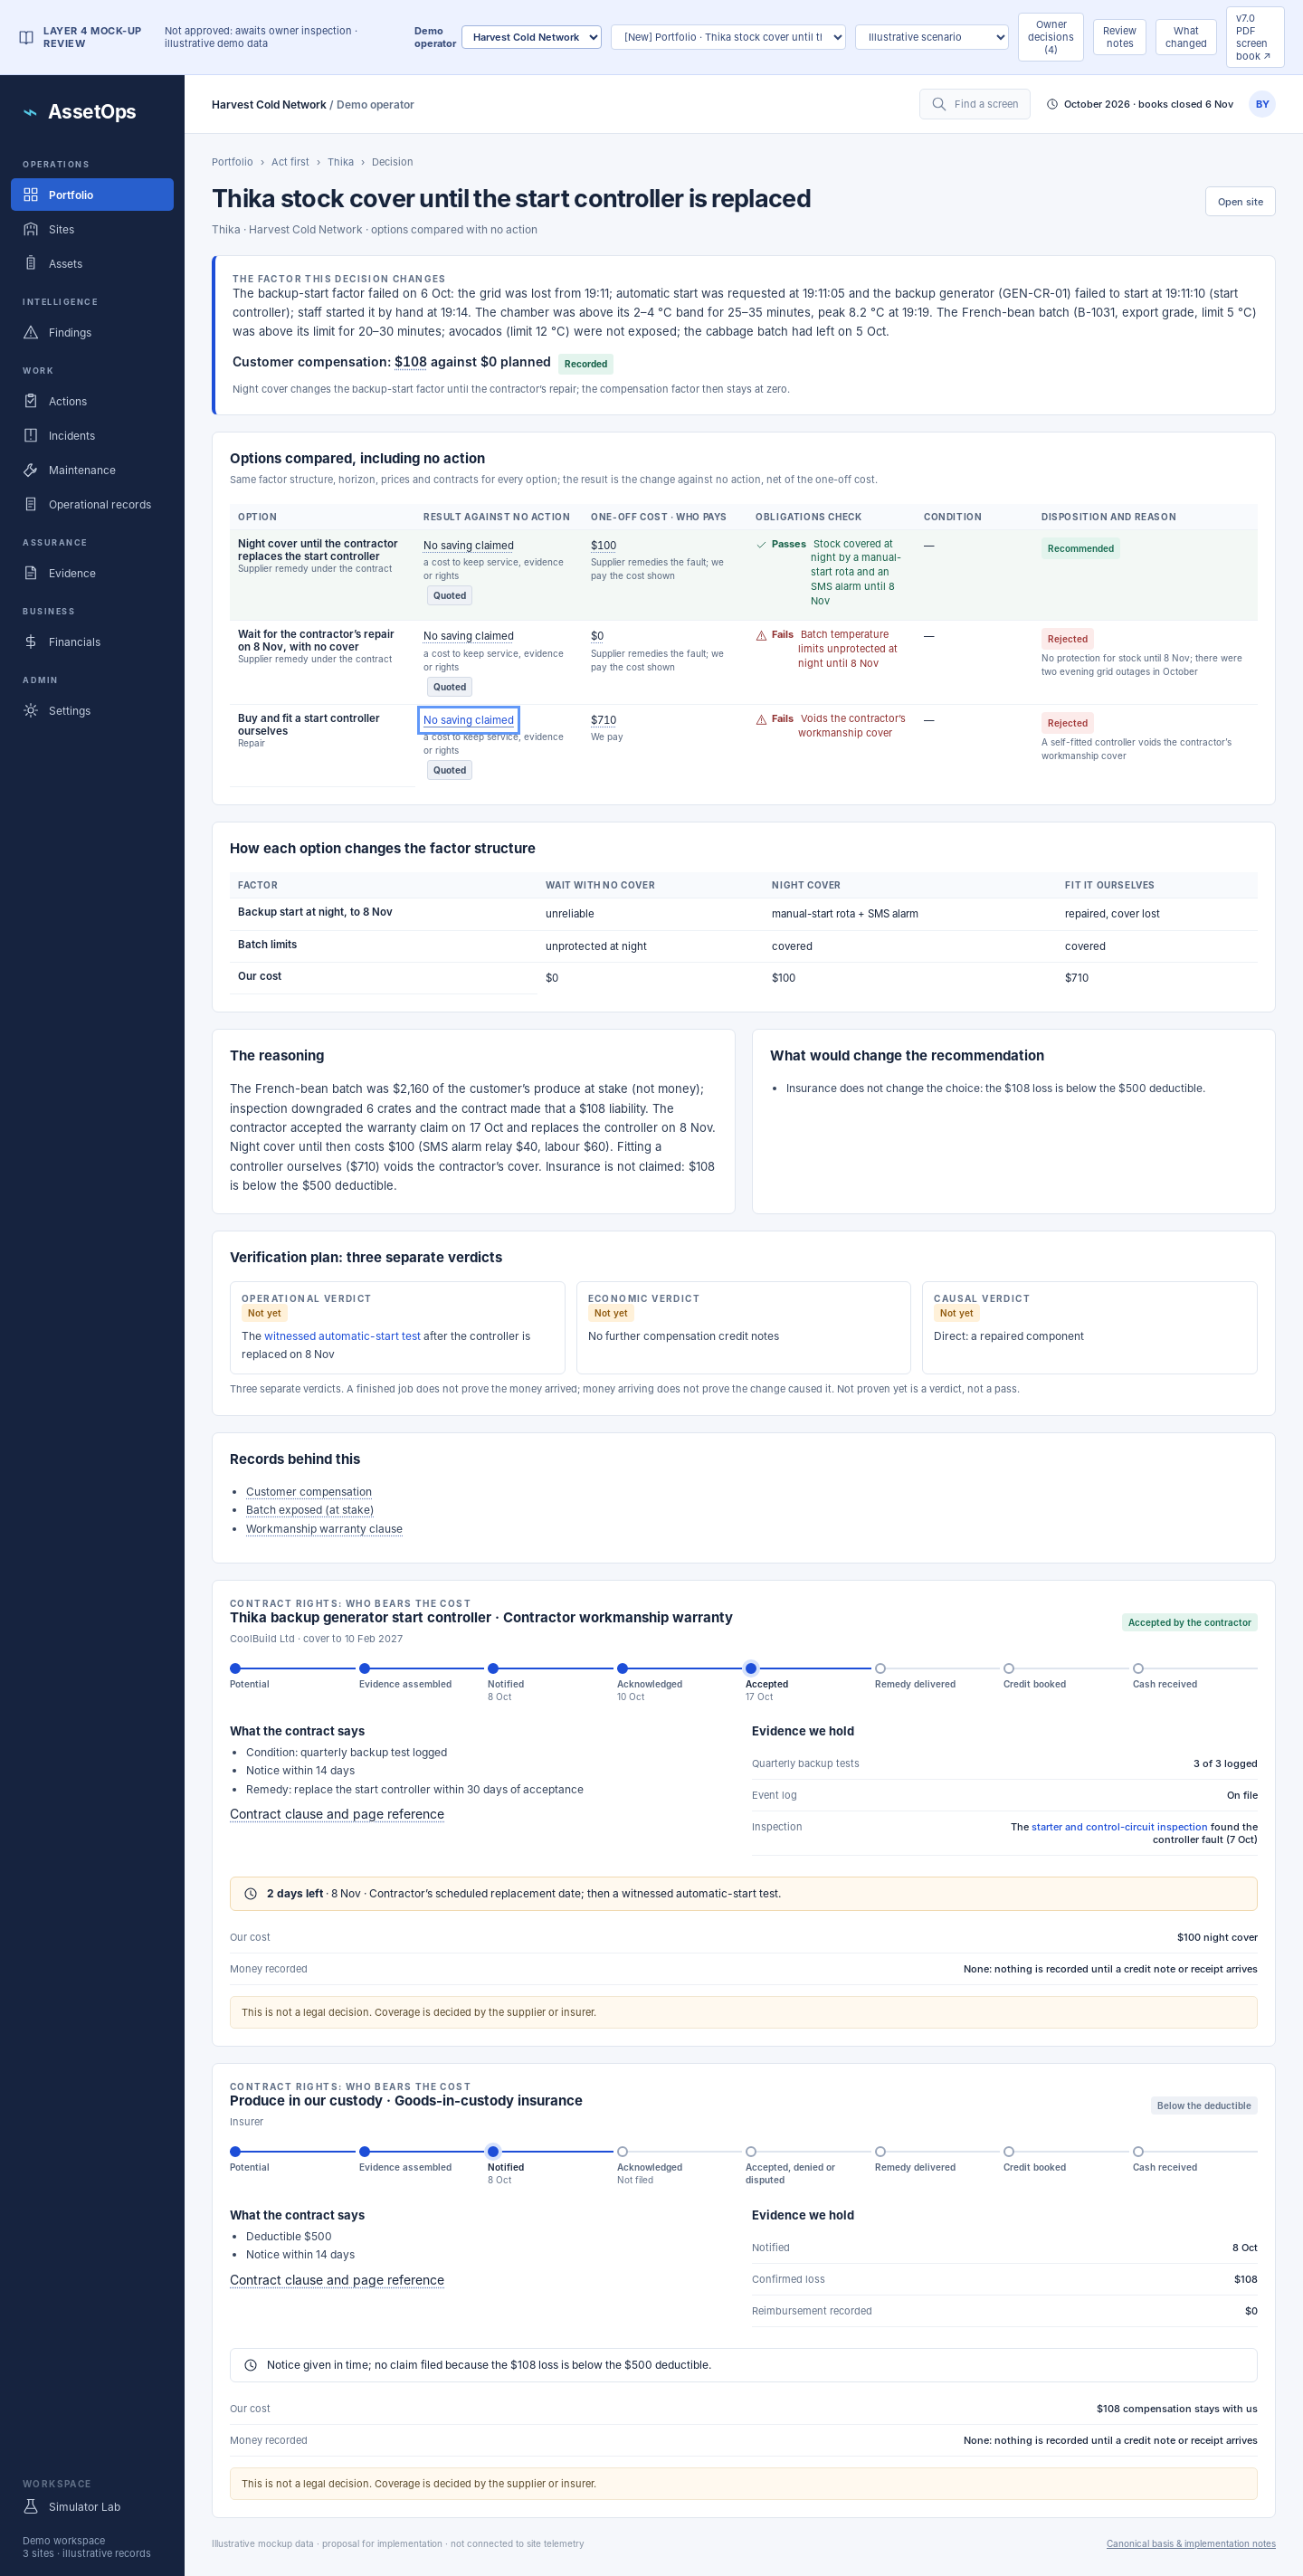 LAYER 4 MOCK-UP REVIEW
Not approved: awaits owner inspection · illustrative demo data
Demo operator
Harvest Cold Network
[New] Portfolio · Thika stock cover until tl
Illustrative scenario
Owner decisions (4)
Review notes
What changed
v7.0 PDF screen book ↗
AssetOps
OPERATIONS
Portfolio
Sites
Assets
INTELLIGENCE
Findings
WORK
Actions
Incidents
Maintenance
Operational records
ASSURANCE
Evidence
BUSINESS
Financials
ADMIN
Settings
WORKSPACE
Simulator Lab
Demo workspace
3 sites · illustrative records
Harvest Cold Network / Demo operator
Find a screen
October 2026 · books closed 6 Nov
BY
Portfolio › Act first › Thika › Decision
Thika stock cover until the start controller is replaced
Open site
Thika · Harvest Cold Network · options compared with no action
THE FACTOR THIS DECISION CHANGES
The backup-start factor failed on 6 Oct: the grid was lost from 19:11; automatic start was requested at 19:11:05 and the backup generator (GEN-CR-01) failed to start at 19:11:10 (start
controller); staff started it by hand at 19:14. The chamber was above its 2–4 °C band for 25–35 minutes, peak 8.2 °C at 19:19. The French-bean batch (B-1031, export grade, limit 5 °C)
was above its limit for 20–30 minutes; avocados (limit 12 °C) were not exposed; the cabbage batch had left on 5 Oct.
Customer compensation: $108 against $0 planned Recorded
Night cover changes the backup-start factor until the contractor's repair; the compensation factor then stays at zero.
Options compared, including no action
Same factor structure, horizon, prices and contracts for every option; the result is the change against no action, net of the one-off cost.
OPTION RESULT AGAINST NO ACTION ONE-OFF COST · WHO PAYS OBLIGATIONS CHECK CONDITION DISPOSITION AND REASON
Night cover until the contractor replaces the start controller
Supplier remedy under the contract
No saving claimed
a cost to keep service, evidence or rights
Quoted
$100
Supplier remedies the fault; we pay the cost shown
Passes Stock covered at night by a manual-start rota and an SMS alarm until 8 Nov
—
Recommended
Wait for the contractor's repair on 8 Nov, with no cover
Supplier remedy under the contract
No saving claimed
a cost to keep service, evidence or rights
Quoted
$0
Supplier remedies the fault; we pay the cost shown
Fails Batch temperature limits unprotected at night until 8 Nov
—
Rejected
No protection for stock until 8 Nov; there were two evening grid outages in October
Buy and fit a start controller ourselves
Repair
No saving claimed
a cost to keep service, evidence or rights
Quoted
$710
We pay
Fails Voids the contractor's workmanship cover
—
Rejected
A self-fitted controller voids the contractor's workmanship cover
How each option changes the factor structure
FACTOR WAIT WITH NO COVER NIGHT COVER FIT IT OURSELVES
Backup start at night, to 8 Nov unreliable manual-start rota + SMS alarm repaired, cover lost
Batch limits unprotected at night covered covered
Our cost $0 $100 $710
The reasoning
The French-bean batch was $2,160 of the customer's produce at stake (not money);
inspection downgraded 6 crates and the contract made that a $108 liability. The
contractor accepted the warranty claim on 17 Oct and replaces the controller on 8 Nov.
Night cover until then costs $100 (SMS alarm relay $40, labour $60). Fitting a
controller ourselves ($710) voids the contractor's cover. Insurance is not claimed: $108
is below the $500 deductible.
What would change the recommendation
• Insurance does not change the choice: the $108 loss is below the $500 deductible.
Verification plan: three separate verdicts
OPERATIONAL VERDICT
Not yet
The witnessed automatic-start test after the controller is
replaced on 8 Nov
ECONOMIC VERDICT
Not yet
No further compensation credit notes
CAUSAL VERDICT
Not yet
Direct: a repaired component
Three separate verdicts. A finished job does not prove the money arrived; money arriving does not prove the change caused it. Not proven yet is a verdict, not a pass.
Records behind this
• Customer compensation
• Batch exposed (at stake)
• Workmanship warranty clause
CONTRACT RIGHTS: WHO BEARS THE COST
Thika backup generator start controller · Contractor workmanship warranty
Accepted by the contractor
CoolBuild Ltd · cover to 10 Feb 2027
Potential
Evidence assembled
Notified
8 Oct
Acknowledged
10 Oct
Accepted
17 Oct
Remedy delivered
Credit booked
Cash received
What the contract says
• Condition: quarterly backup test logged
• Notice within 14 days
• Remedy: replace the start controller within 30 days of acceptance
Contract clause and page reference
Evidence we hold
Quarterly backup tests 3 of 3 logged
Event log On file
Inspection The starter and control-circuit inspection found the
controller fault (7 Oct)
2 days left · 8 Nov · Contractor's scheduled replacement date; then a witnessed automatic-start test.
Our cost $100 night cover
Money recorded None: nothing is recorded until a credit note or receipt arrives
This is not a legal decision. Coverage is decided by the supplier or insurer.
CONTRACT RIGHTS: WHO BEARS THE COST
Produce in our custody · Goods-in-custody insurance
Below the deductible
Insurer
Potential
Evidence assembled
Notified
8 Oct
Acknowledged
Not filed
Accepted, denied or disputed
Remedy delivered
Credit booked
Cash received
What the contract says
• Deductible $500
• Notice within 14 days
Contract clause and page reference
Evidence we hold
Notified 8 Oct
Confirmed loss $108
Reimbursement recorded $0
Notice given in time; no claim filed because the $108 loss is below the $500 deductible.
Our cost $108 compensation stays with us
Money recorded None: nothing is recorded until a credit note or receipt arrives
This is not a legal decision. Coverage is decided by the supplier or insurer.
Illustrative mockup data · proposal for implementation · not connected to site telemetry
Canonical basis & implementation notes